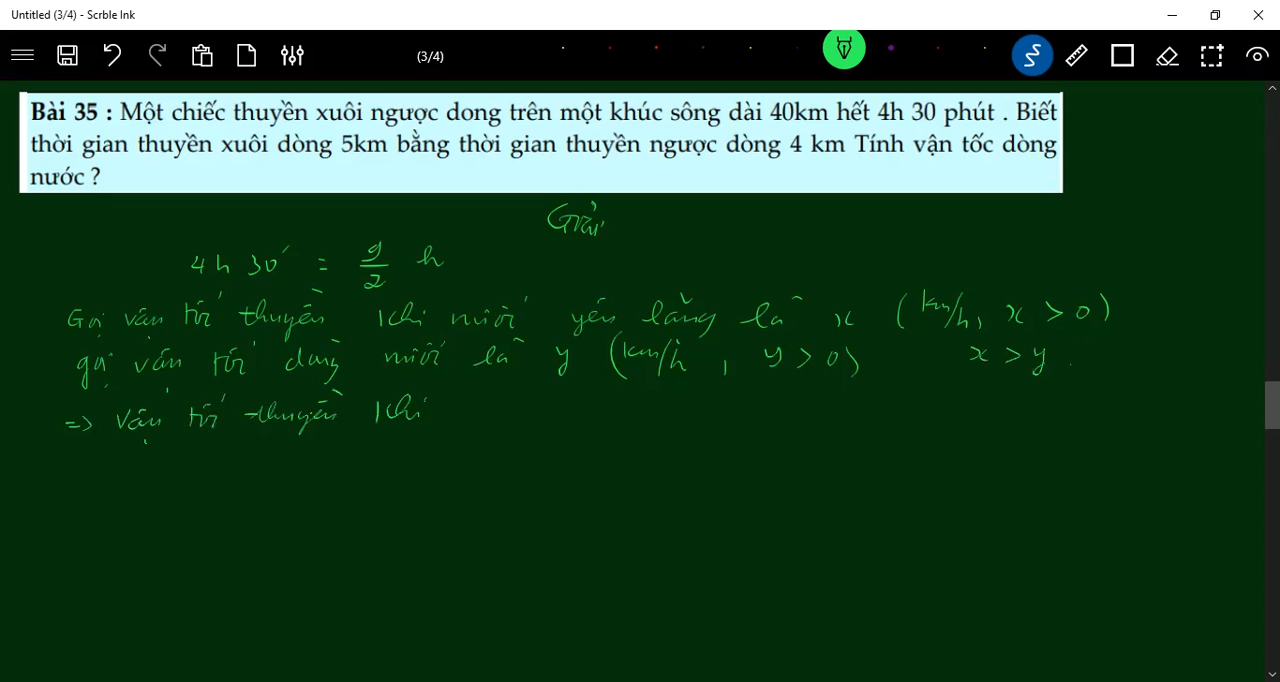 Untitled (3/4) - Scrble Ink
(3/4)
Bài 35 : Một chiếc thuyền xuôi ngược dong trên một khúc sông dài 40km hết 4h 30 phút . Biết
thời gian thuyền xuôi dòng 5km bằng thời gian thuyền ngược dòng 4 km Tính vận tốc dòng
nước ?
Giải
4h 30' = 9/2 h
Gọi vận tốc thuyền khi nước yên lặng là x (km/h, x > 0)
gọi vận tốc dòng nước là y (km/h, y > 0) x > y.
=> vận tốc thuyền khi